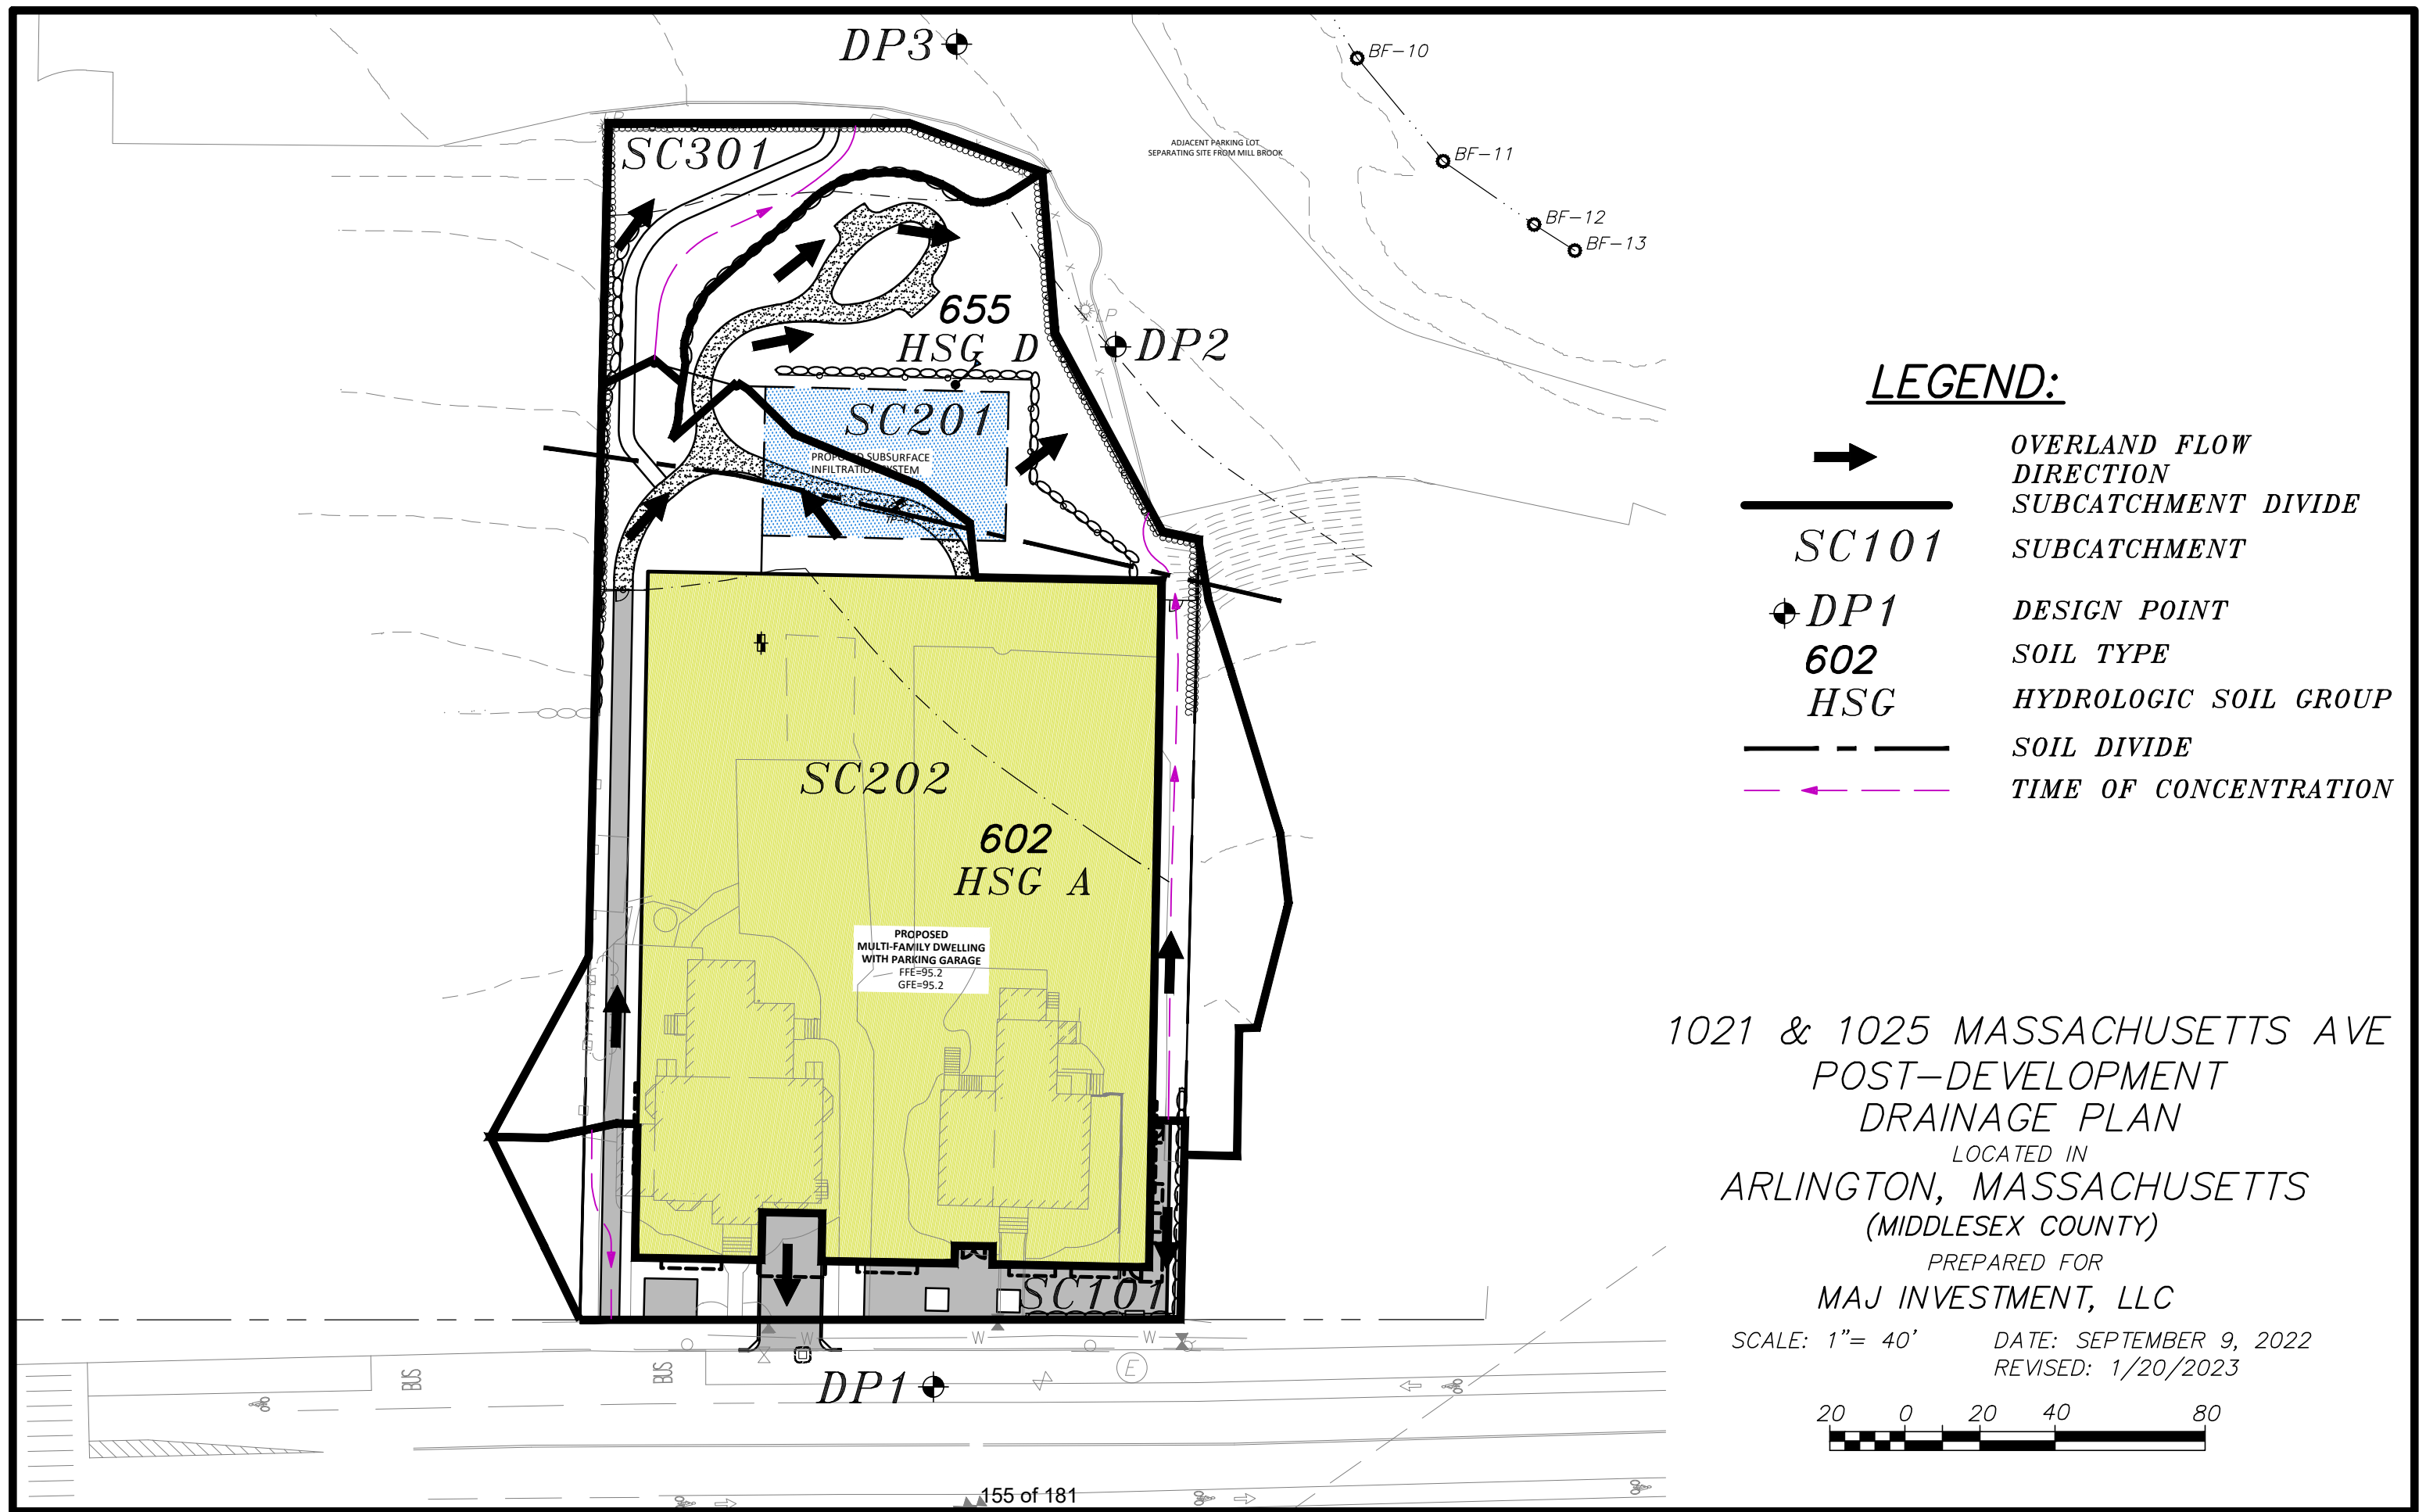 DP3
BF-10
BF-11
BF-12
BF-13
ADJACENT PARKING LOT
SEPARATING SITE FROM MILL BROOK
SC301
655
HSG D
LP
DP2
SC201
INFILTRATION SYSTEM
SC202
602
HSG A
PROPOSED
MULTI-FAMILY DWELLING
WITH PARKING GARAGE
FFE=95.2
GFE=95.2
SC101
W
W
W
E
BUS
BUS
DP1
155 of 181
LEGEND:
OVERLAND FLOW
DIRECTION
SUBCATCHMENT DIVIDE
SC101 SUBCATCHMENT
DP1 DESIGN POINT
602 SOIL TYPE
HSG HYDROLOGIC SOIL GROUP
SOIL DIVIDE
TIME OF CONCENTRATION
1021 & 1025 MASSACHUSETTS AVE
POST-DEVELOPMENT
DRAINAGE PLAN
LOCATED IN
ARLINGTON, MASSACHUSETTS
(MIDDLESEX COUNTY)
PREPARED FOR
MAJ INVESTMENT, LLC
SCALE: 1"= 40' DATE: SEPTEMBER 9, 2022
REVISED: 1/20/2023
20 0 20 40 80